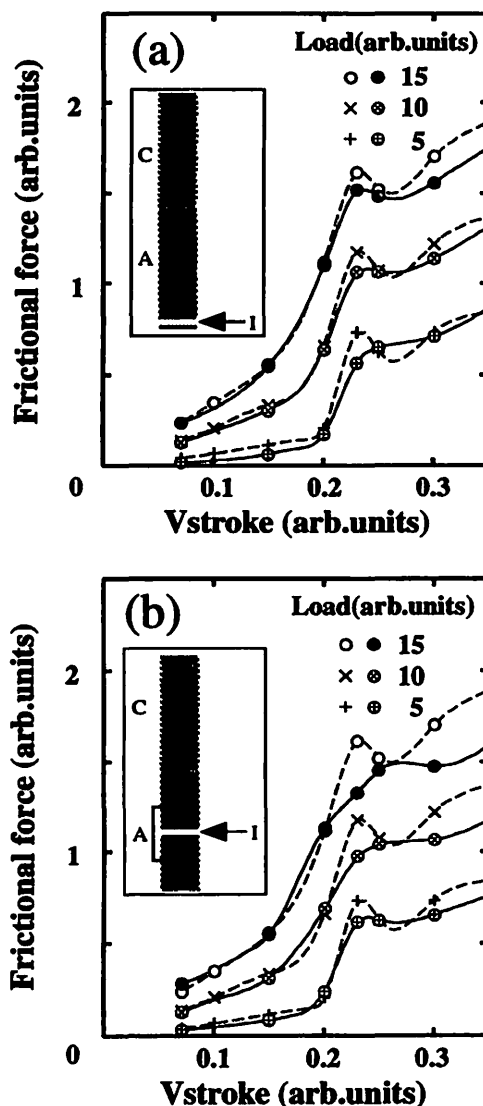 (a)
Load(arb.units)
○ ● 15
× ⊗ 10
+ ⊕ 5
C
A
I
2
1
0
0.1 0.2 0.3
Frictional force (arb.units)
Vstroke (arb.units)
(b)
Load(arb.units)
○ ● 15
× ⊗ 10
+ ⊕ 5
C
A
I
2
1
0
0.1 0.2 0.3
Frictional force (arb.units)
Vstroke (arb.units)